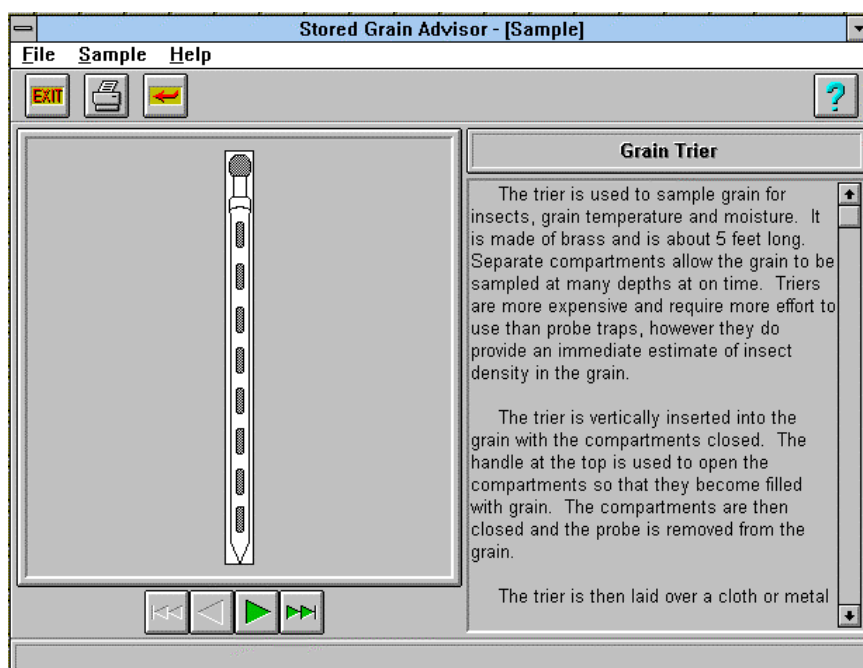 Stored Grain Advisor - [Sample]
File Sample Help
EXIT
?
Grain Trier
The trier is used to sample grain for
insects, grain temperature and moisture. It
is made of brass and is about 5 feet long.
Separate compartments allow the grain to be
sampled at many depths at on time. Triers
are more expensive and require more effort to
use than probe traps, however they do
provide an immediate estimate of insect
density in the grain.
The trier is vertically inserted into the
grain with the compartments closed. The
handle at the top is used to open the
compartments so that they become filled
with grain. The compartments are then
closed and the probe is removed from the
grain.
The trier is then laid over a cloth or metal